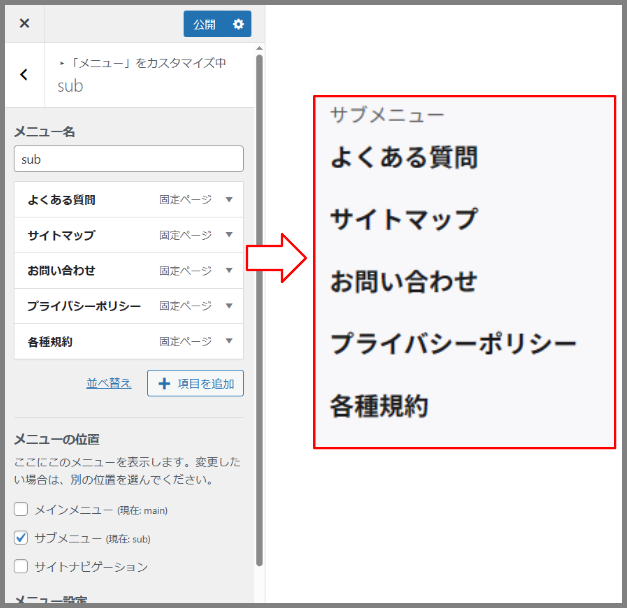 公開
▸「メニュー」をカスタマイズ中
sub
メニュー名
sub
よくある質問 固定ページ
サイトマップ 固定ページ
お問い合わせ 固定ページ
プライバシーポリシー 固定ページ
各種規約 固定ページ
並べ替え
項目を追加
メニューの位置
ここにこのメニューを表示します。変更した
い場合は、別の位置を選んでください。
メインメニュー (現在: main)
サブメニュー (現在: sub)
サイトナビゲーション
メニュー設定
サブメニュー
よくある質問
サイトマップ
お問い合わせ
プライバシーポリシー
各種規約